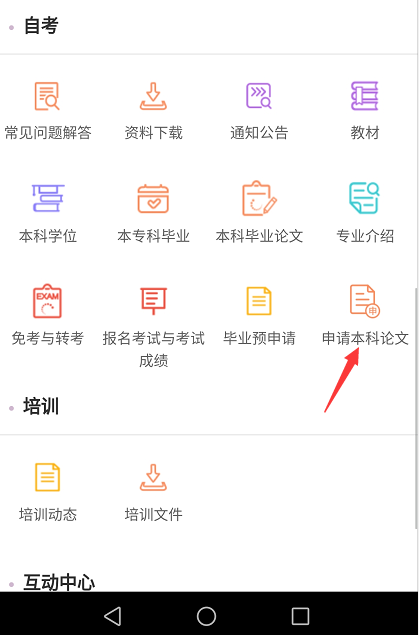 自考
常见问题解答 资料下载 通知公告 教材
本科学位 本专科毕业 本科毕业论文 专业介绍
EXAM 申
免考与转考 报名考试与考试 毕业预申请 申请本科论文
成绩
培训
培训动态 培训文件
互动中心